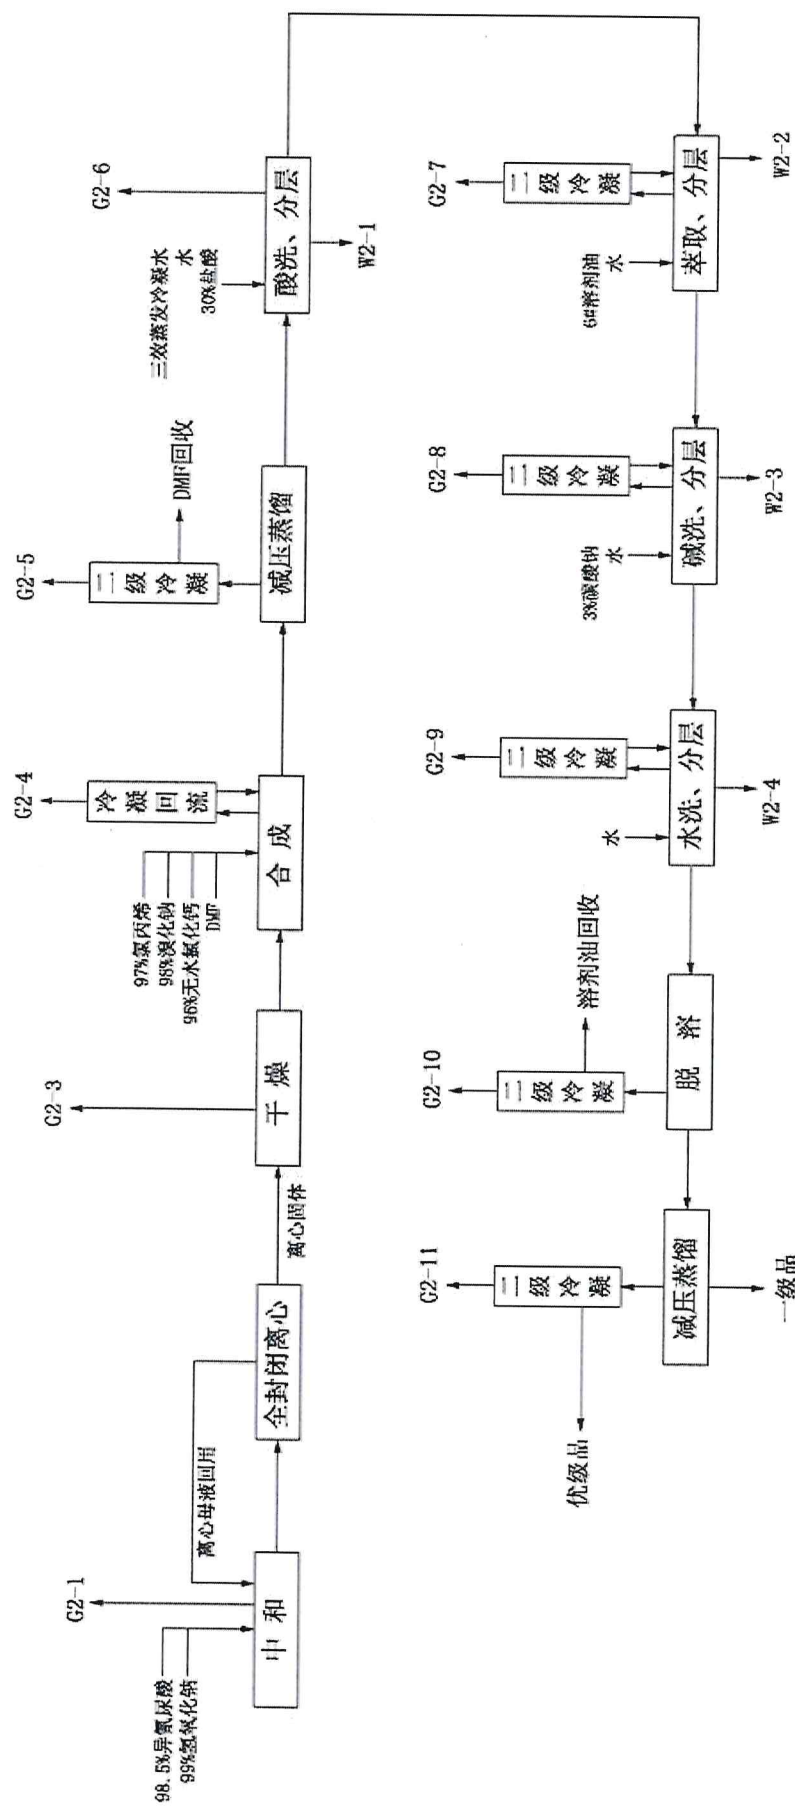 98.5%异氰尿酸
99%氢氧化钠
G2-1
中和
离心母液回用
全封闭离心
离心固体
G2-3
干燥
97%氯丙烯
98%溴化钠
96%无水氯化钙
DMF
G2-4
冷凝回流
合成
G2-5
二级冷凝
DMF回收
减压蒸馏
三效蒸发冷凝水
水
30%盐酸
G2-6
酸洗、分层
W2-1
G2-7
二级冷凝
6#溶剂油
水
萃取、分层
W2-2
G2-8
二级冷凝
3%碳酸钠
水
碱洗、分层
W2-3
G2-9
二级冷凝
水
水洗、分层
W2-4
G2-10
二级冷凝
溶剂油回收
脱溶
G2-11
二级冷凝
优级品
减压蒸馏
一级品